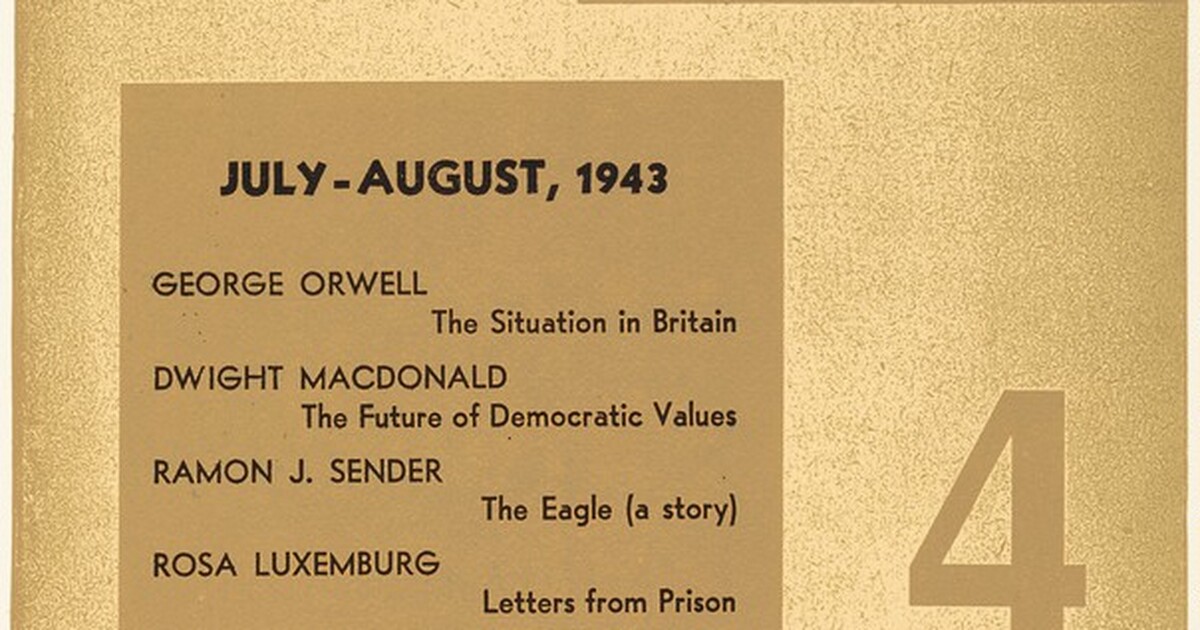 JULY-AUGUST, 1943
GEORGE ORWELL
The Situation in Britain
DWIGHT MACDONALD
The Future of Democratic Values
RAMON J. SENDER
The Eagle (a story)
ROSA LUXEMBURG
Letters from Prison
4